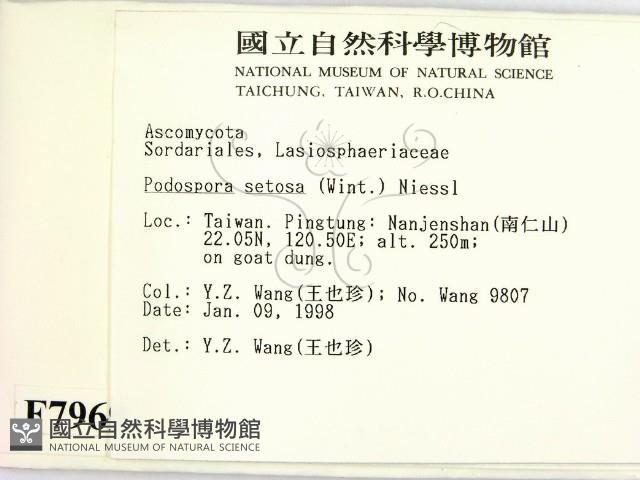 國立自然科學博物館
NATIONAL MUSEUM OF NATURAL SCIENCE
TAICHUNG, TAIWAN, R.O.CHINA
Ascomycota
Sordariales, Lasiosphaeriaceae
Podospora setosa (Wint.) Niessl
Loc.: Taiwan. Pingtung: Nanjenshan(南仁山)
22.05N, 120.50E; alt. 250m;
on goat dung.
Col.: Y.Z. Wang(王也珍); No. Wang 9807
Date: Jan. 09, 1998
Det.: Y.Z. Wang(王也珍)
國立自然科學博物館
NATIONAL MUSEUM OF NATURAL SCIENCE